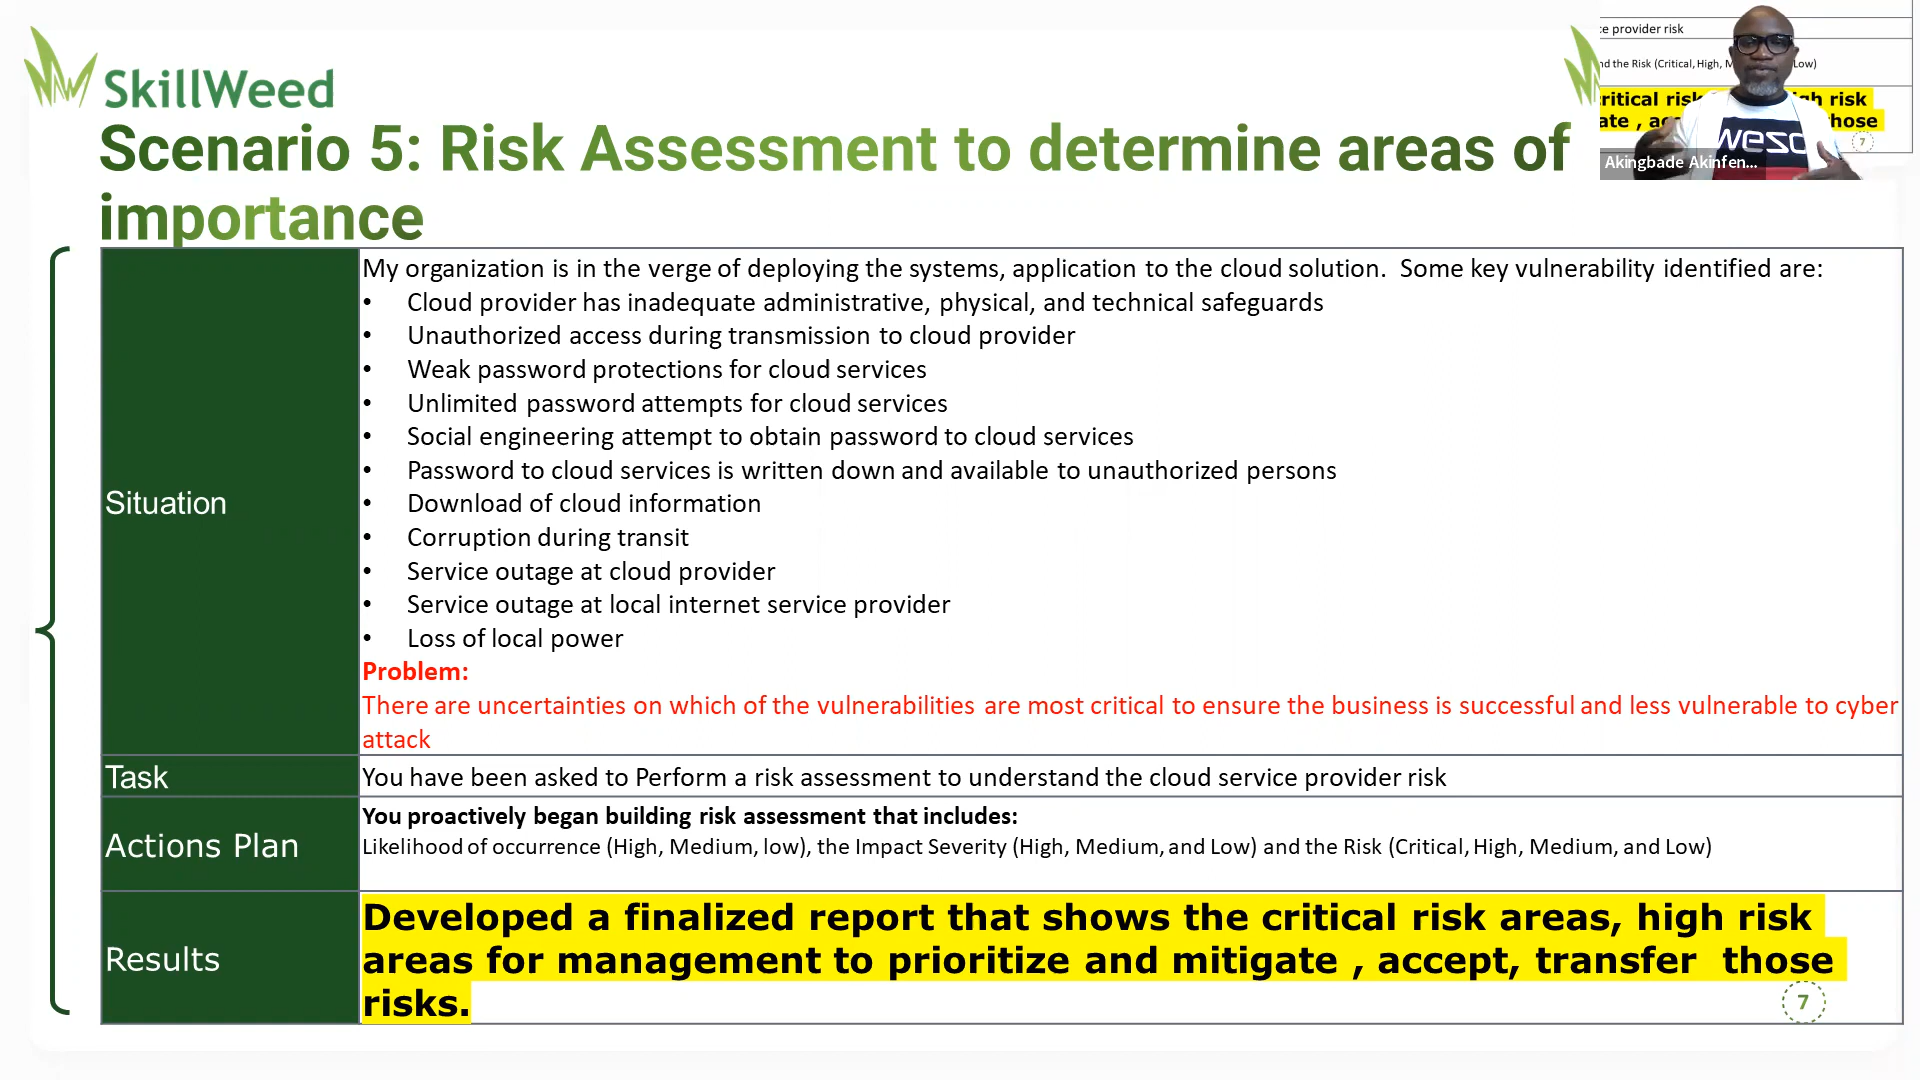 SkillWeed
Scenario 5: Risk Assessment to determine areas of
importance
Situation
My organization is in the verge of deploying the systems, application to the cloud solution. Some key vulnerability identified are:
• Cloud provider has inadequate administrative, physical, and technical safeguards
• Unauthorized access during transmission to cloud provider
• Weak password protections for cloud services
• Unlimited password attempts for cloud services
• Social engineering attempt to obtain password to cloud services
• Password to cloud services is written down and available to unauthorized persons
• Download of cloud information
• Corruption during transit
• Service outage at cloud provider
• Service outage at local internet service provider
• Loss of local power
Problem:
There are uncertainties on which of the vulnerabilities are most critical to ensure the business is successful and less vulnerable to cyber
attack
Task
You have been asked to Perform a risk assessment to understand the cloud service provider risk
Actions Plan
You proactively began building risk assessment that includes:
Likelihood of occurrence (High, Medium, low), the Impact Severity (High, Medium, and Low) and the Risk (Critical, High, Medium, and Low)
Results
Developed a finalized report that shows the critical risk areas, high risk
areas for management to prioritize and mitigate , accept, transfer those
risks.
7
provider risk
the Risk (Critical, High,
Low)
risk
those
7
Akingbade Akinfen...